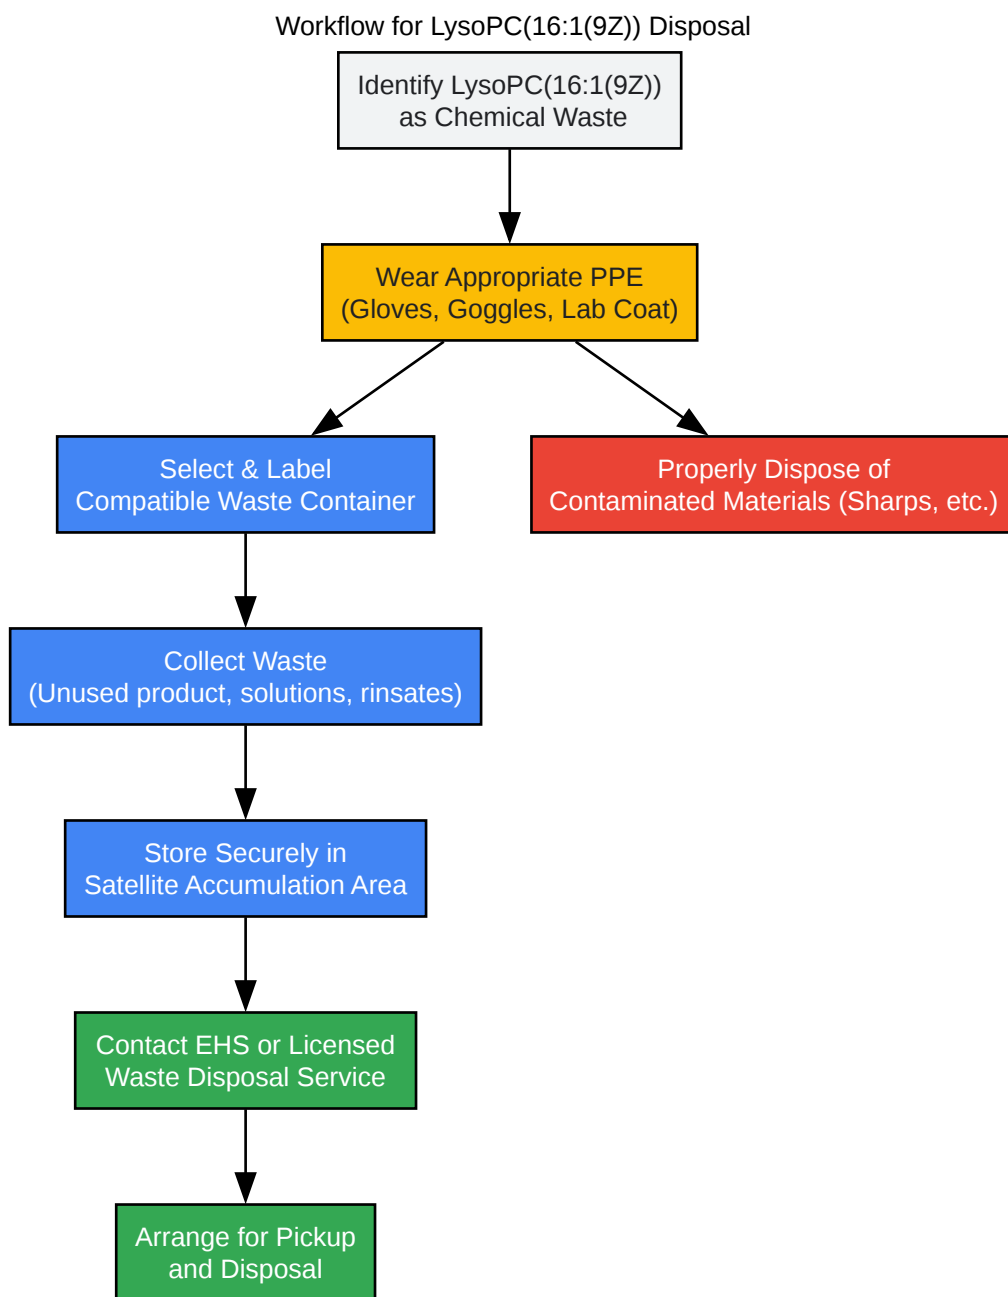 Workflow for LysoPC(16:1(9Z)) Disposal
Identify LysoPC(16:1(9Z))
as Chemical Waste
Wear Appropriate PPE
(Gloves, Goggles, Lab Coat)
Select & Label
Compatible Waste Container
Properly Dispose of
Contaminated Materials (Sharps, etc.)
Collect Waste
(Unused product, solutions, rinsates)
Store Securely in
Satellite Accumulation Area
Contact EHS or Licensed
Waste Disposal Service
Arrange for Pickup
and Disposal